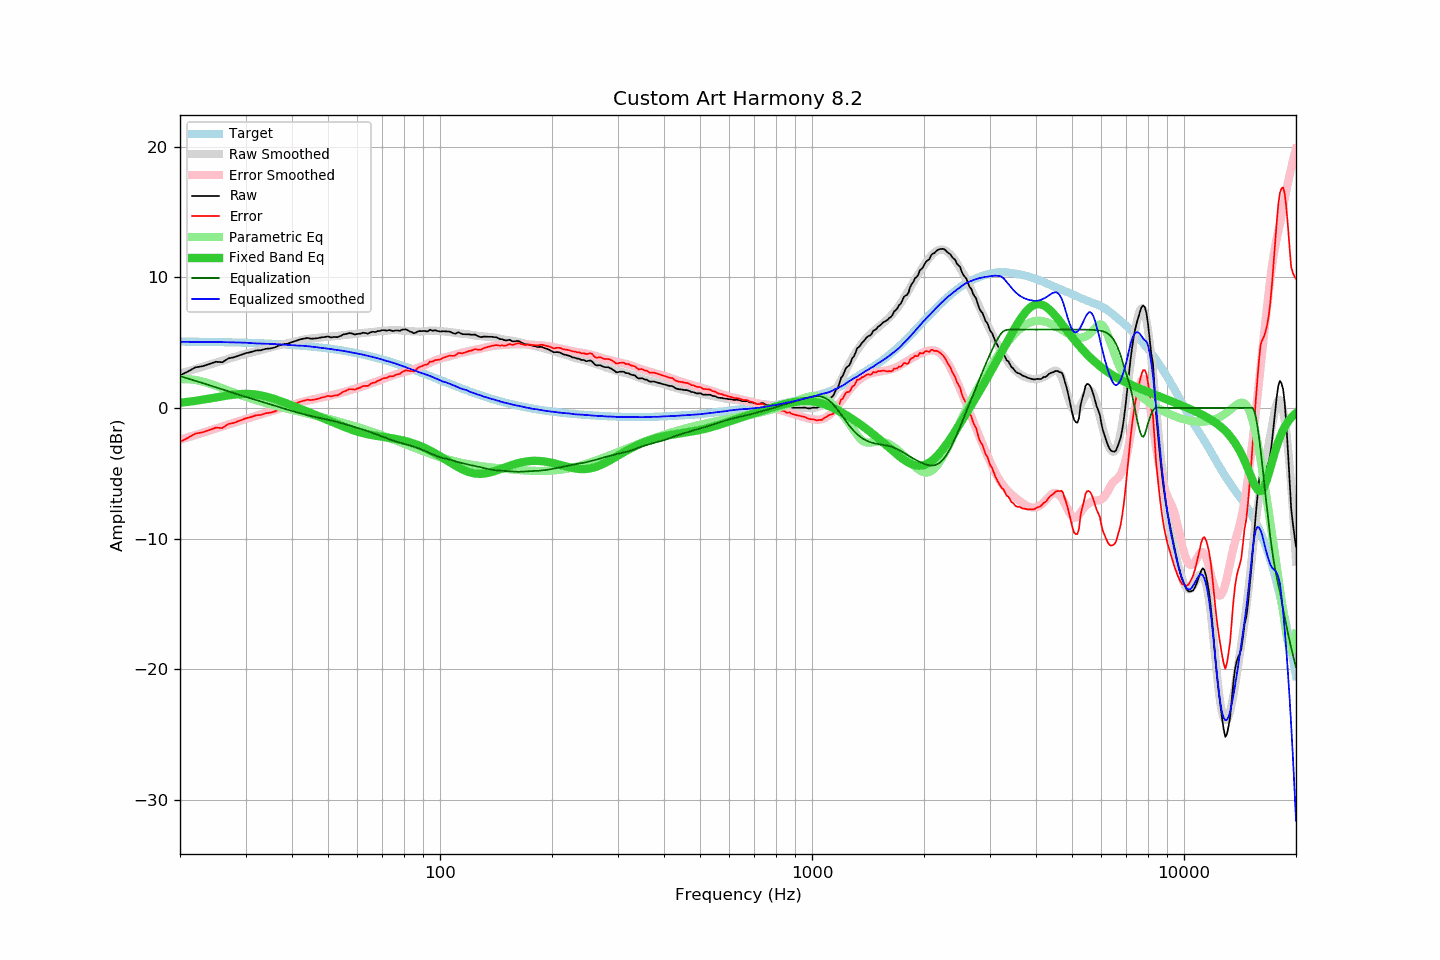 Custom Art Harmony 8.2
Target
Raw Smoothed
Error Smoothed
Raw
Error
Parametric Eq
Fixed Band Eq
Equalization
Equalized smoothed
20
10
0
−10
−20
−30
Amplitude (dBr)
100
1000
10000
Frequency (Hz)